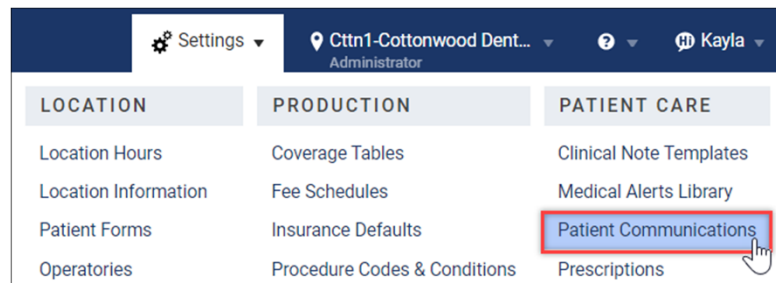 Settings
Cttn1-Cottonwood Dent...
Administrator
Kayla
LOCATION
Location Hours
Location Information
Patient Forms
Operatories
PRODUCTION
Coverage Tables
Fee Schedules
Insurance Defaults
Procedure Codes & Conditions
PATIENT CARE
Clinical Note Templates
Medical Alerts Library
Patient Communications
Prescriptions